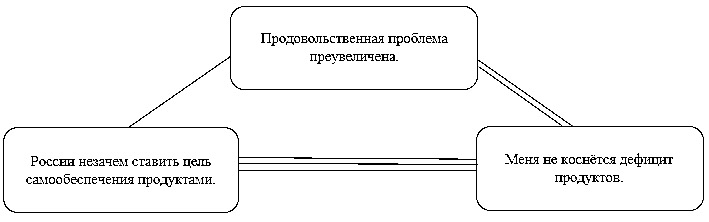 Продовольственная проблема
преувеличена.
России незачем ставить цель
самообеспечения продуктами.
Меня не коснётся дефицит
продуктов.